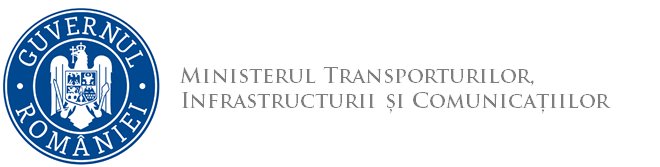 GUVERNUL
ROMÂNIEI
MINISTERUL TRANSPORTURILOR,
INFRASTRUCTURII ȘI COMUNICAȚIILOR